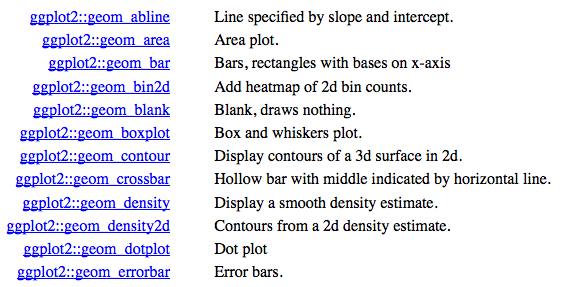 ggplot2::geom_abline Line specified by slope and intercept.
ggplot2::geom_area Area plot.
ggplot2::geom_bar Bars, rectangles with bases on x-axis
ggplot2::geom_bin2d Add heatmap of 2d bin counts.
ggplot2::geom_blank Blank, draws nothing.
ggplot2::geom_boxplot Box and whiskers plot.
ggplot2::geom_contour Display contours of a 3d surface in 2d.
ggplot2::geom_crossbar Hollow bar with middle indicated by horizontal line.
ggplot2::geom_density Display a smooth density estimate.
ggplot2::geom_density2d Contours from a 2d density estimate.
ggplot2::geom_dotplot Dot plot
ggplot2::geom_errorbar Error bars.